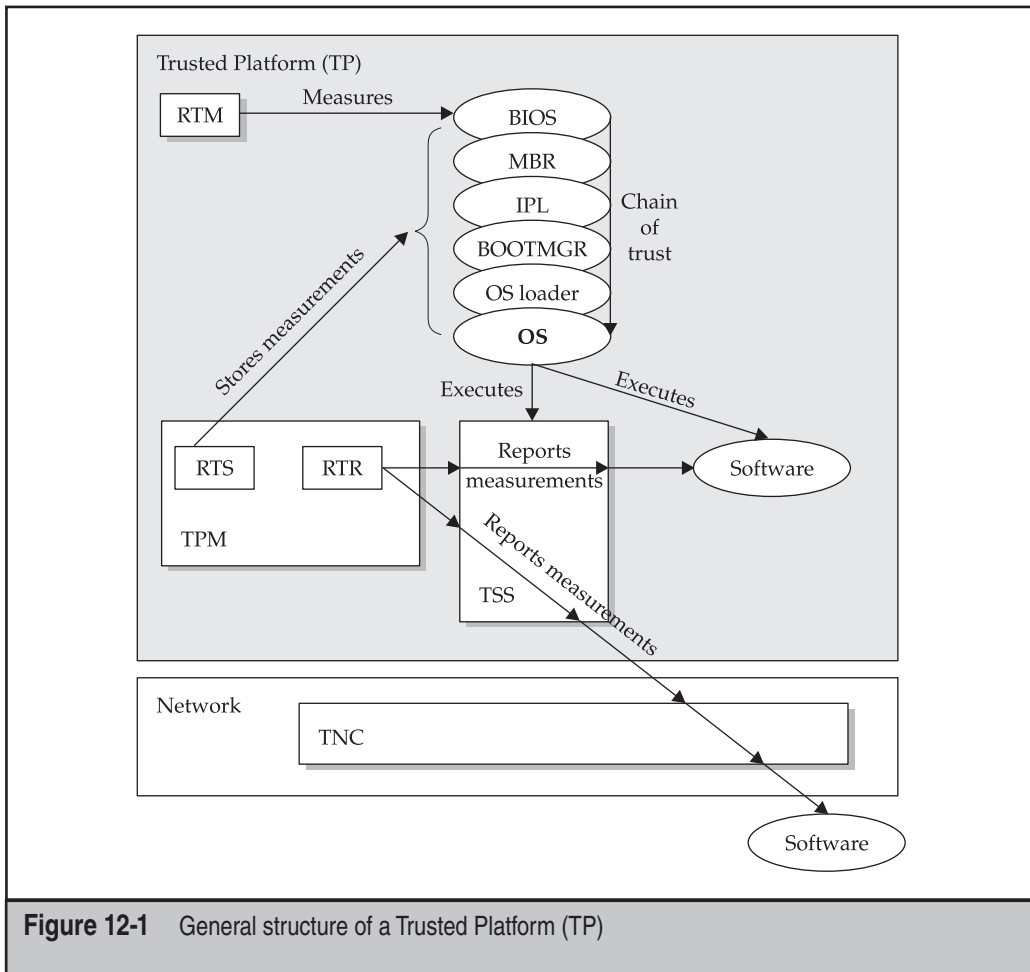 Trusted Platform (TP)
RTM
Measures
BIOS
MBR
IPL
BOOTMGR
OS loader
OS
Chain
of
trust
Stores measurements
Executes
Executes
RTS
RTR
TPM
Reports
measurements
TSS
Software
Reports measurements
Network
TNC
Software
Figure 12-1 General structure of a Trusted Platform (TP)